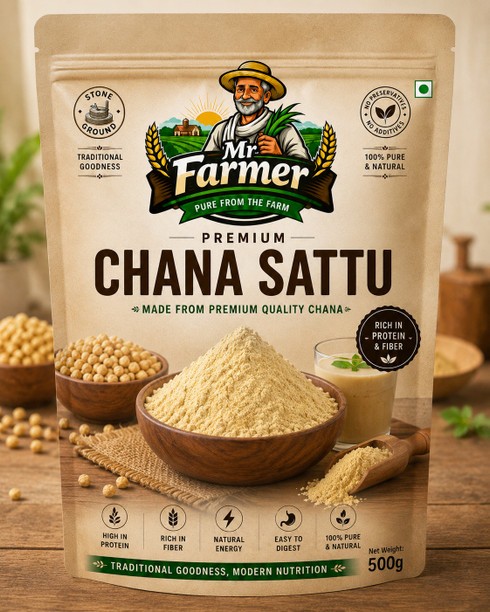 STONE
GROUND
TRADITIONAL
GOODNESS
Mr
Farmer
PURE FROM THE FARM
NO PRESERVATIVES
NO ADDITIVES
100% PURE
& NATURAL
PREMIUM
CHANA SATTU
MADE FROM PREMIUM QUALITY CHANA
RICH IN
PROTEIN
& FIBER
HIGH IN
PROTEIN
RICH IN
FIBER
NATURAL
ENERGY
EASY TO
DIGEST
100% PURE
& NATURAL
Net Weight:
500g
TRADITIONAL GOODNESS, MODERN NUTRITION